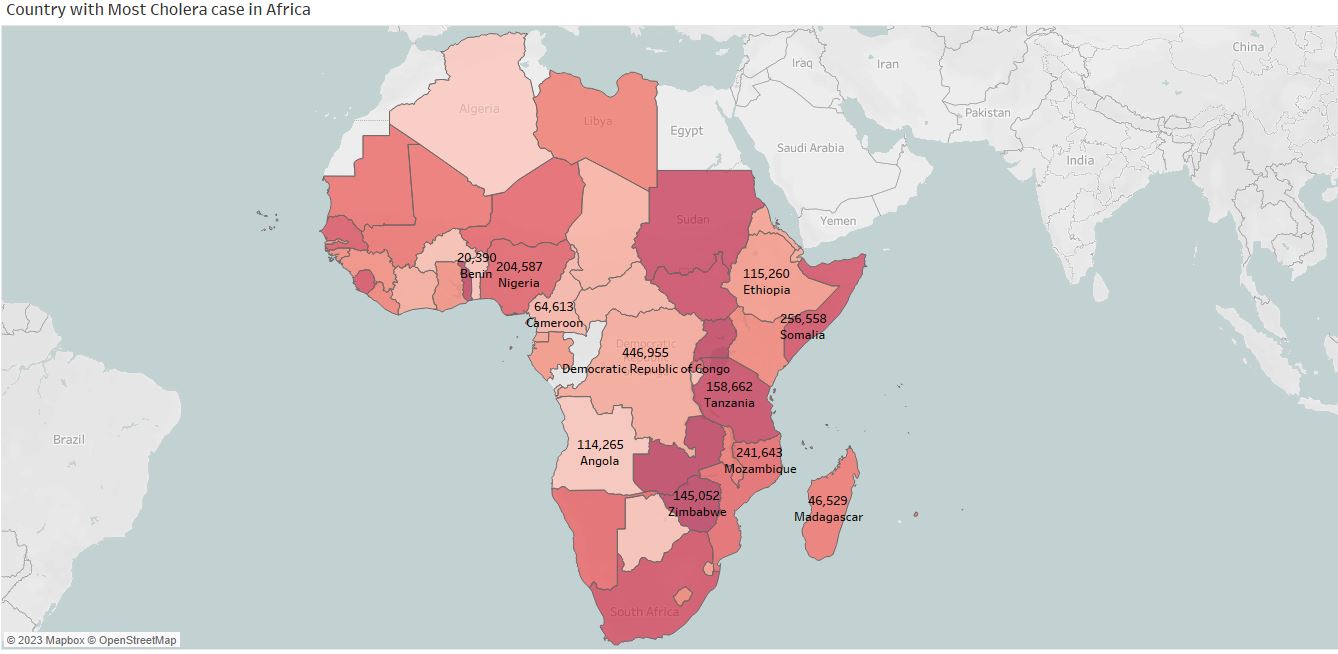 Country with Most Cholera case in Africa
China
Iraq
Iran
Algeria
Pakistan
Libya
Egypt
Saudi Arabia
India
Sudan
Yemen
20,390
Benin
204,587
Nigeria
115,260
Ethiopia
64,613
Cameroon
256,558
Somalia
Democratic
446,955
Democratic Republic of Congo
158,662
Tanzania
Brazil
114,265
Angola
241,643
Mozambique
145,052
Zimbabwe
46,529
Madagascar
South Africa
© 2023 Mapbox © OpenStreetMap